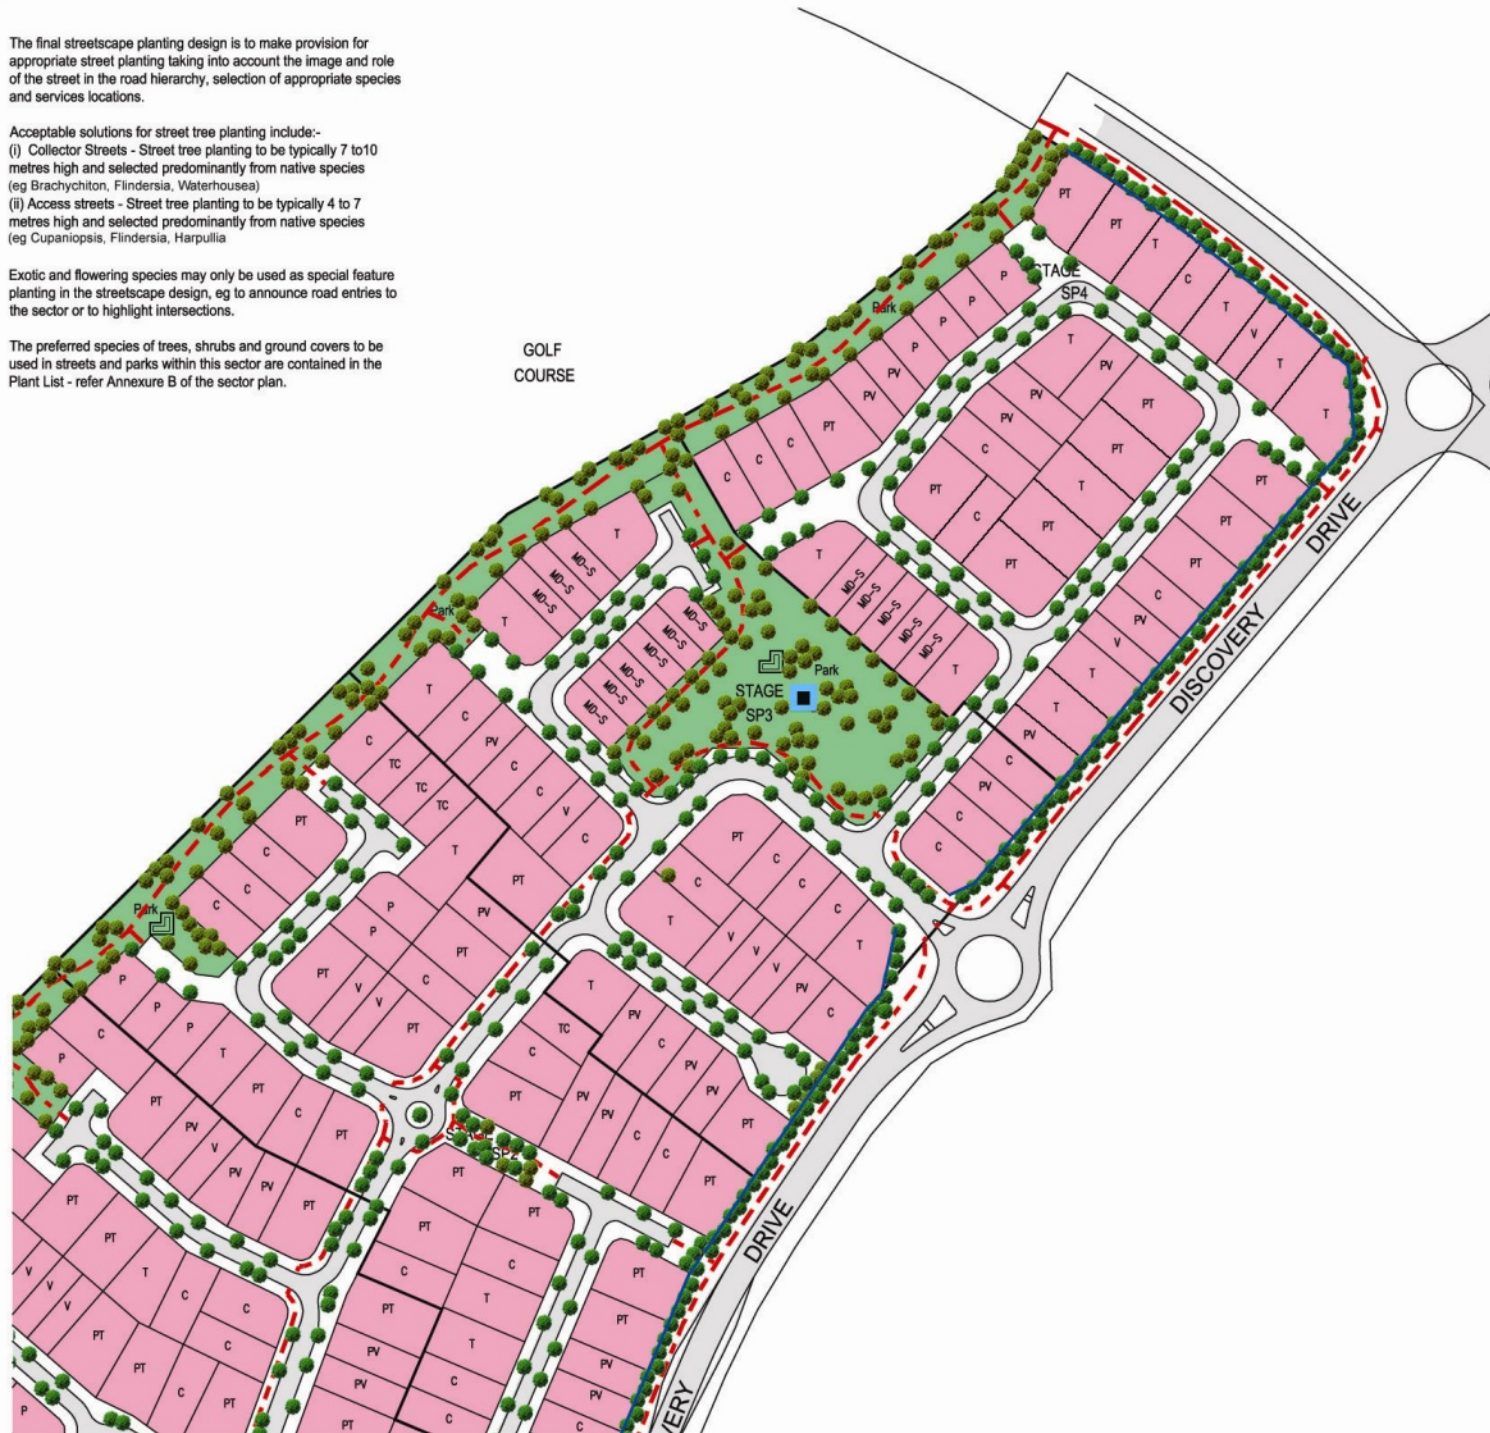 The final streetscape planting design is to make provision for
appropriate street planting taking into account the image and role
of the street in the road hierarchy, selection of appropriate species
and services locations.
Acceptable solutions for street tree planting include:-
(i) Collector Streets - Street tree planting to be typically 7 to10
metres high and selected predominantly from native species
(eg Brachychiton, Flindersia, Waterhousea)
(ii) Access streets - Street tree planting to be typically 4 to 7
metres high and selected predominantly from native species
(eg Cupaniopsis, Flindersia, Harpullia
Exotic and flowering species may only be used as special feature
planting in the streetscape design, eg to announce road entries to
the sector or to highlight intersections.
The preferred species of trees, shrubs and ground covers to be
used in streets and parks within this sector are contained in the
Plant List - refer Annexure B of the sector plan.
GOLF
COURSE
STAGE
SP4
Park
PT
PT
T
C
T
V
T
T
P
P
P
P
PV
PV
PT
C
C
C
T
PV
PT
PV
PV
C
PT
T
PT
C
PT
PT
PT
PT
PT
C
PV
V
T
T
PV
C
PV
C
C
DISCOVERY DRIVE
T
MD-S
MD-S
MD-S
MD-S
T
T
MD-S
MD-S
MD-S
T
MD-S
MD-S
MD-S
MD-S
MD-S
Park
Park
STAGE
SP3
T
C
PV
C
C
V
C
C
TC
TC
TC
T
PT
PV
PT
C
PT
P
P
PT
V
V
PT
C
C
C
Park
PT
C
C
C
T
C
T
V
V
PV
C
T
PV
C
PV
PV
PT
TC
C
PT
PV
PV
C
C
PT
P
P
P
T
PT
C
PT
C
P
PT
PV
V
PV
PV
PT
STAGE
SP2
PT
PT
PT
C
C
T
PT
T
PV
C
PV
C
PT
PT
PT
PV
PV
C
PT
PT
T
C
C
C
V
V
V
PT
PT
C
PT
P
DRIVE
VERY